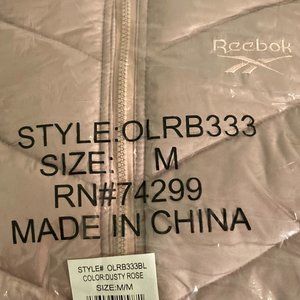 Reebok
STYLE:OLRB333
SIZE: M
RN#74299
MADE IN CHINA
STYLE# OLRB333BL
COLOR:DUSTY ROSE
SIZE:M/M